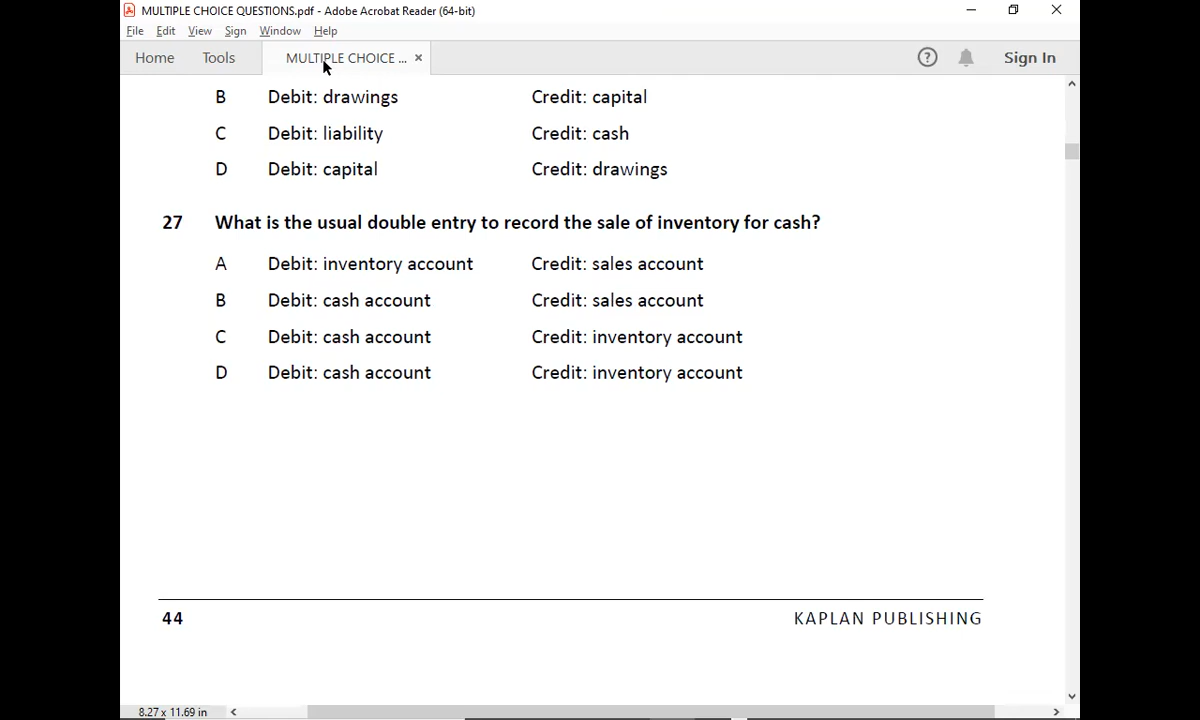 MULTIPLE CHOICE QUESTIONS.pdf - Adobe Acrobat Reader (64-bit)
File Edit View Sign Window Help
Home Tools MULTIPLE CHOICE ... × ? Sign In
B Debit: drawings Credit: capital
C Debit: liability Credit: cash
D Debit: capital Credit: drawings
27 What is the usual double entry to record the sale of inventory for cash?
A Debit: inventory account Credit: sales account
B Debit: cash account Credit: sales account
C Debit: cash account Credit: inventory account
D Debit: cash account Credit: inventory account
44 KAPLAN PUBLISHING
8.27 x 11.69 in